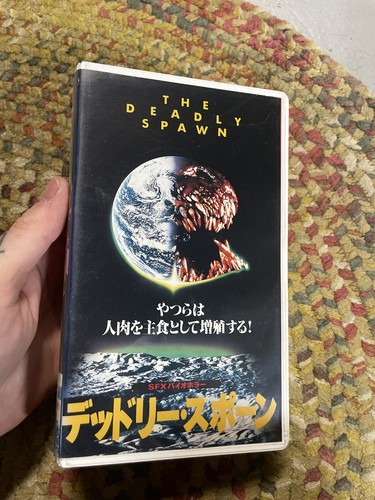 THE
DEADLY
SPAWN
やつらは
人肉を主食として増殖する!
SFXバイオホラー
デッドリー・スポーン